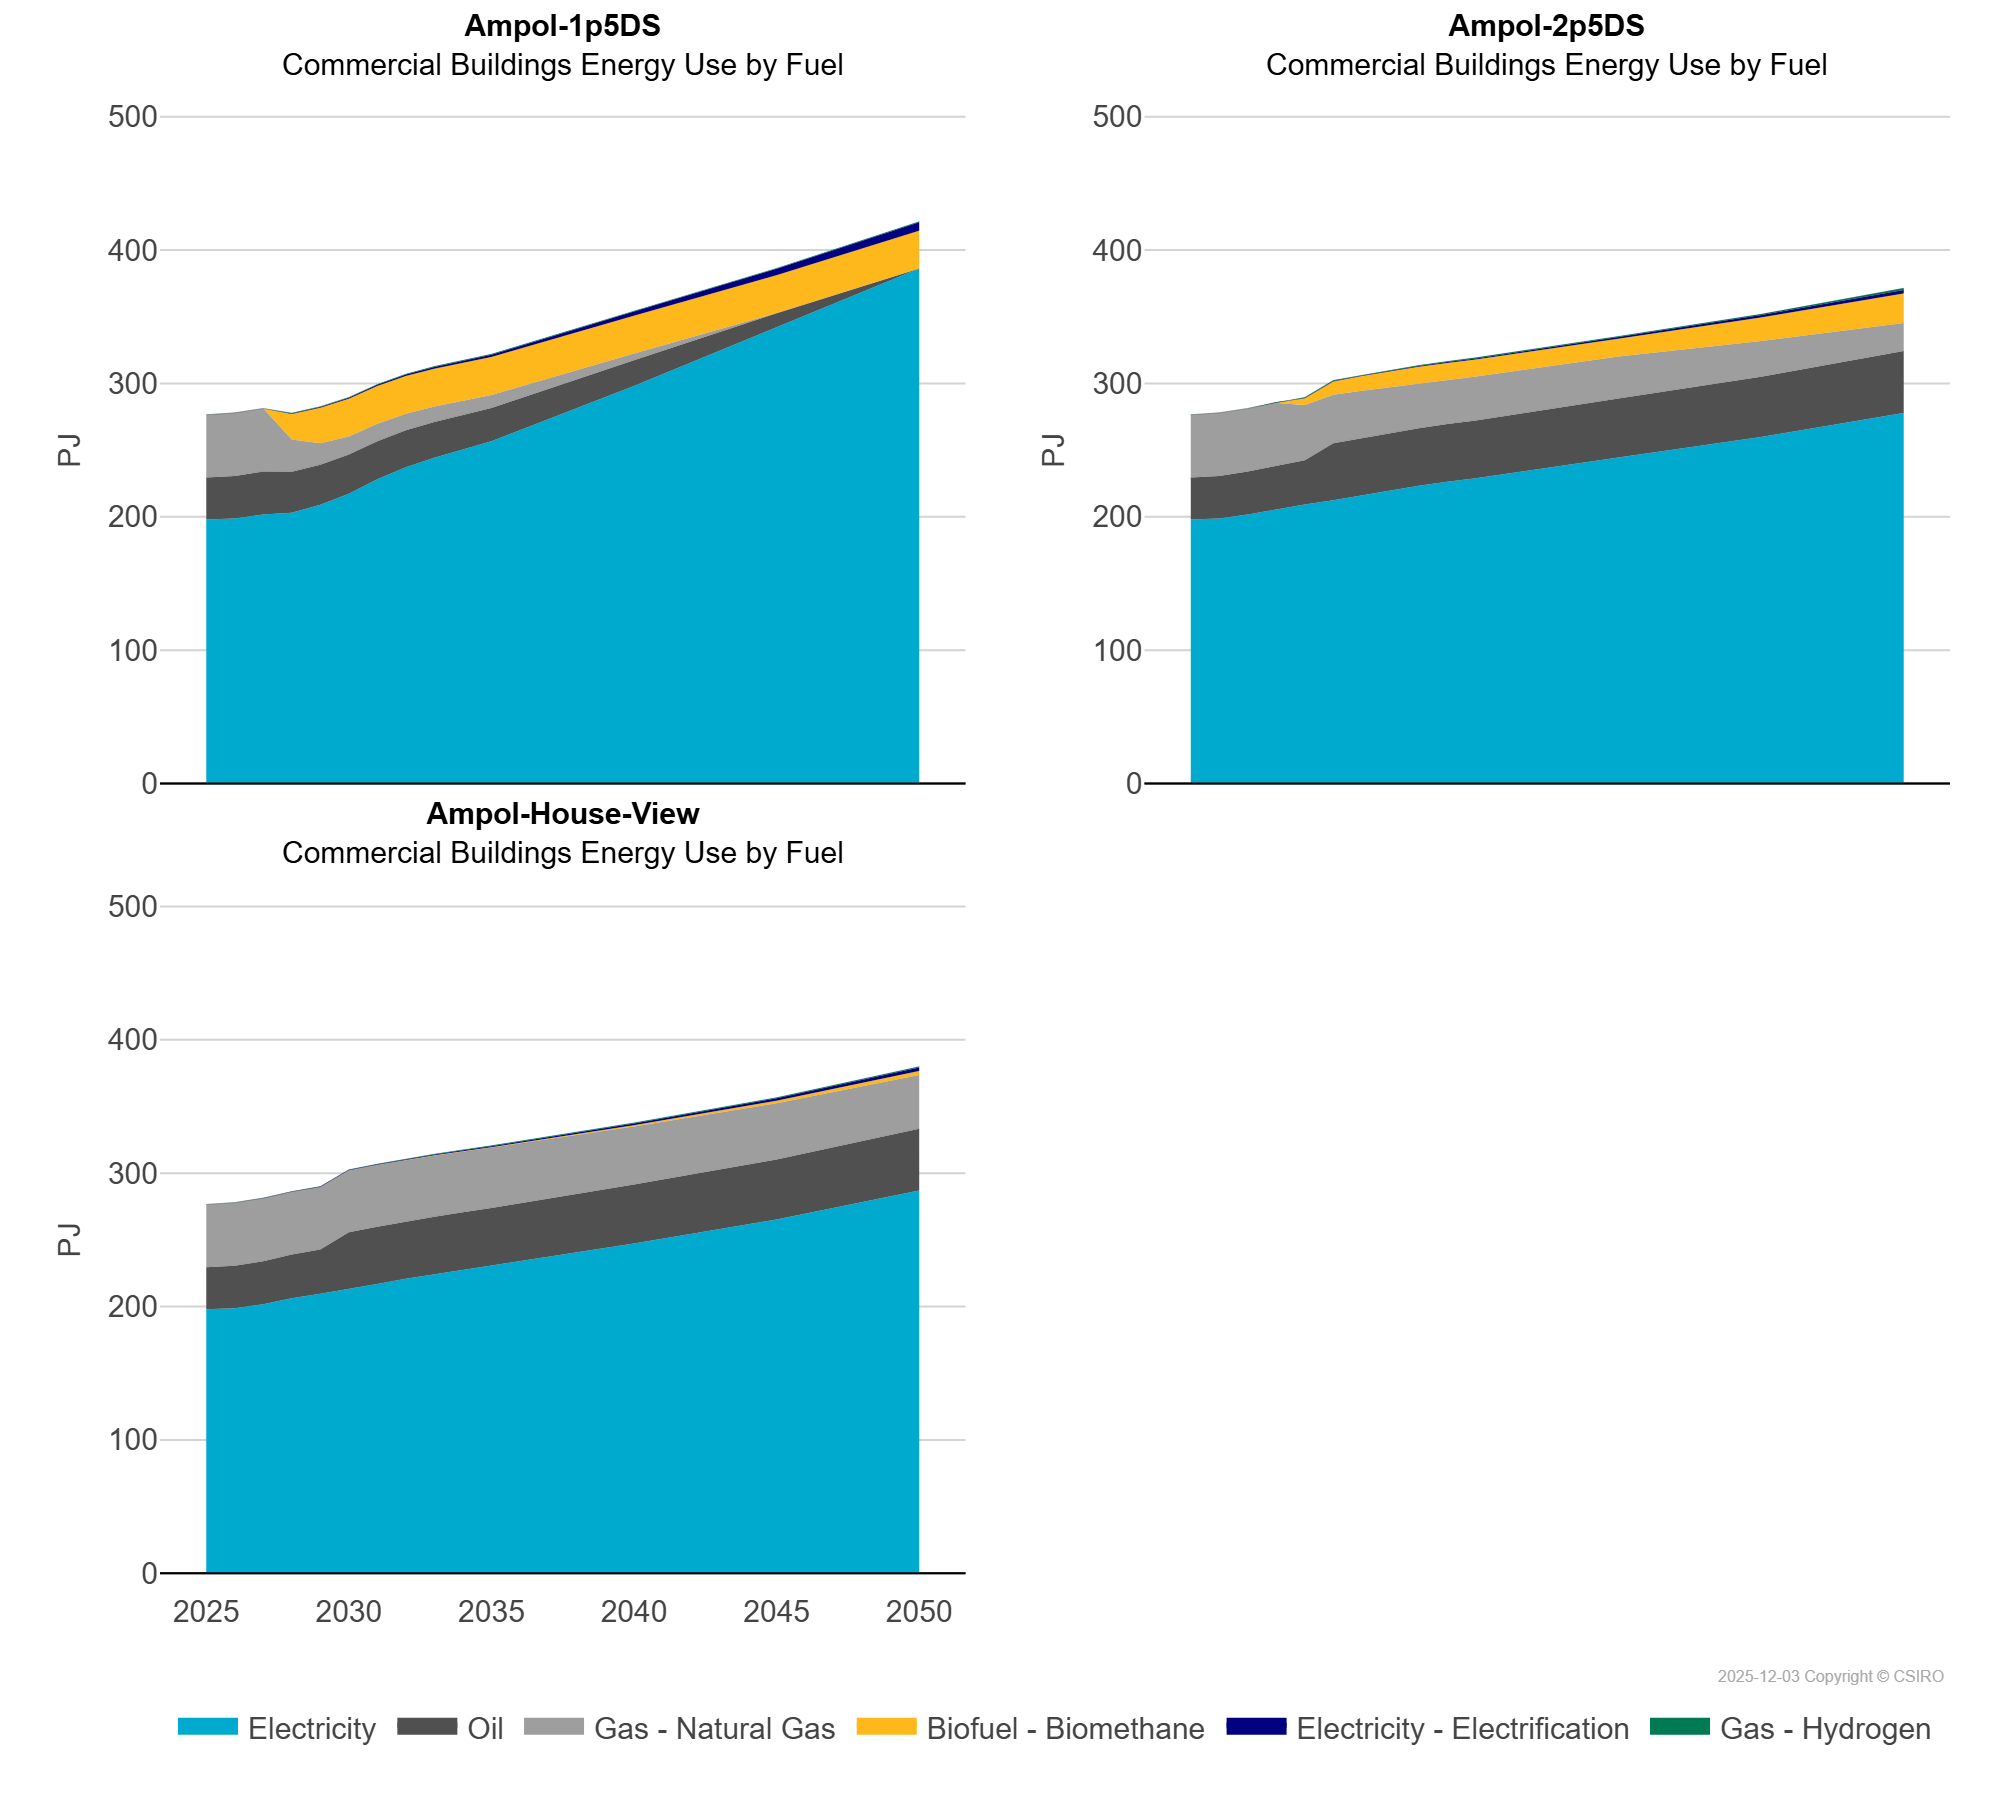 Ampol-1p5DS
Commercial Buildings Energy Use by Fuel
500
400
300
200
100
0
PJ
Ampol-2p5DS
Commercial Buildings Energy Use by Fuel
500
400
300
200
100
0
PJ
Ampol-House-View
Commercial Buildings Energy Use by Fuel
500
400
300
200
100
0
PJ
2025 2030 2035 2040 2045 2050
2025-12-03 Copyright © CSIRO
Electricity Oil Gas - Natural Gas Biofuel - Biomethane Electricity - Electrification Gas - Hydrogen